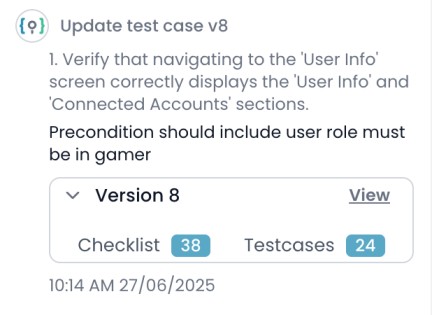 Update test case v8
1. Verify that navigating to the 'User Info'
screen correctly displays the 'User Info' and
'Connected Accounts' sections.
Precondition should include user role must
be in gamer
Version 8 View
Checklist 38 Testcases 24
10:14 AM 27/06/2025